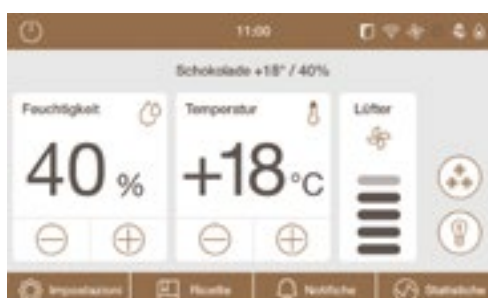 11:00
Schokolade +18° / 40%
Feuchtigkeit
Temperatur
Lüfter
40 %
+18 °C
Impostazioni
Ricette
Notifiche
Statistiche